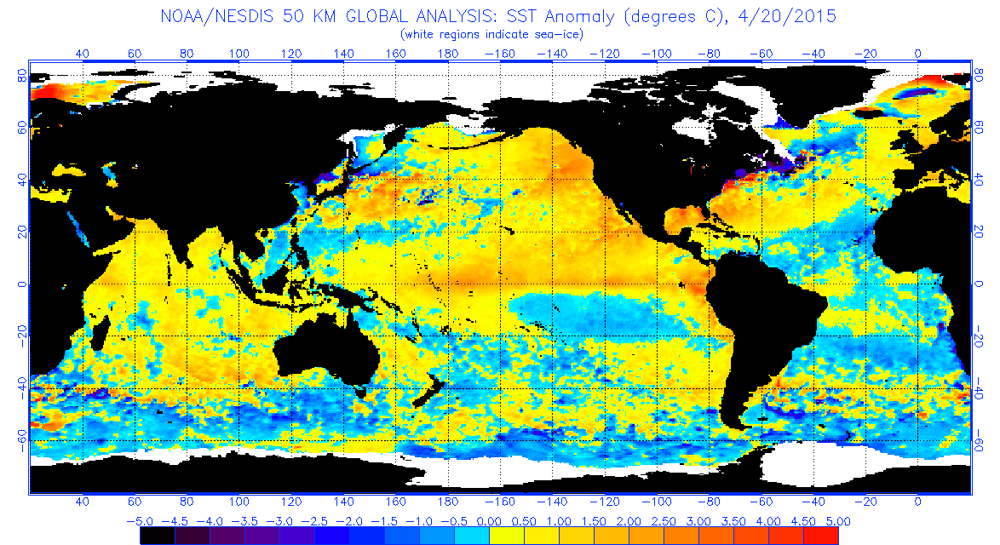 NOAA/NESDIS 50 KM GLOBAL ANALYSIS: SST Anomaly (degrees C), 4/20/2015
(white regions indicate sea-ice)
40 60 80 100 120 140 160 180 -160 -140 -120 -100 -80 -60 -40 -20 0
80 80
60 60
40 40
20 20
0 0
-20 -20
-40 -40
-60 -60
40 60 80 100 120 140 160 180 -160 -140 -120 -100 -80 -60 -40 -20 0
-5.0 -4.5 -4.0 -3.5 -3.0 -2.5 -2.0 -1.5 -1.0 -0.5 0.00 0.50 1.00 1.50 2.00 2.50 3.00 3.50 4.00 4.50 5.00